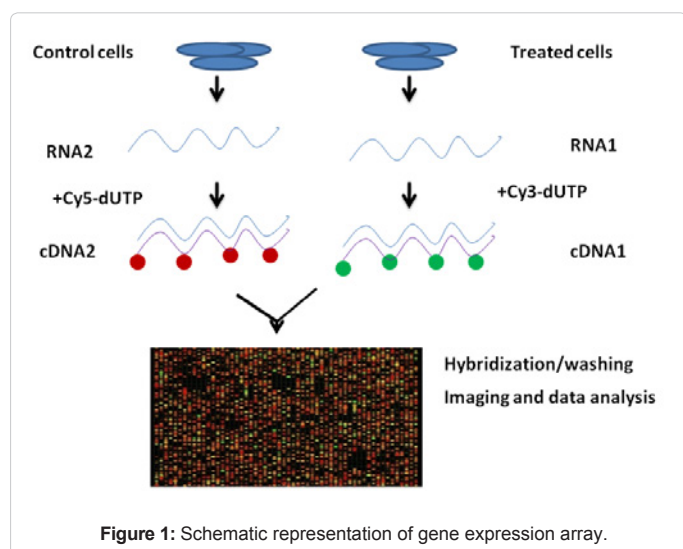 Control cells
Treated cells
RNA2
RNA1
+Cy5-dUTP
+Cy3-dUTP
cDNA2
cDNA1
Hybridization/washing
Imaging and data analysis
Figure 1: Schematic representation of gene expression array.